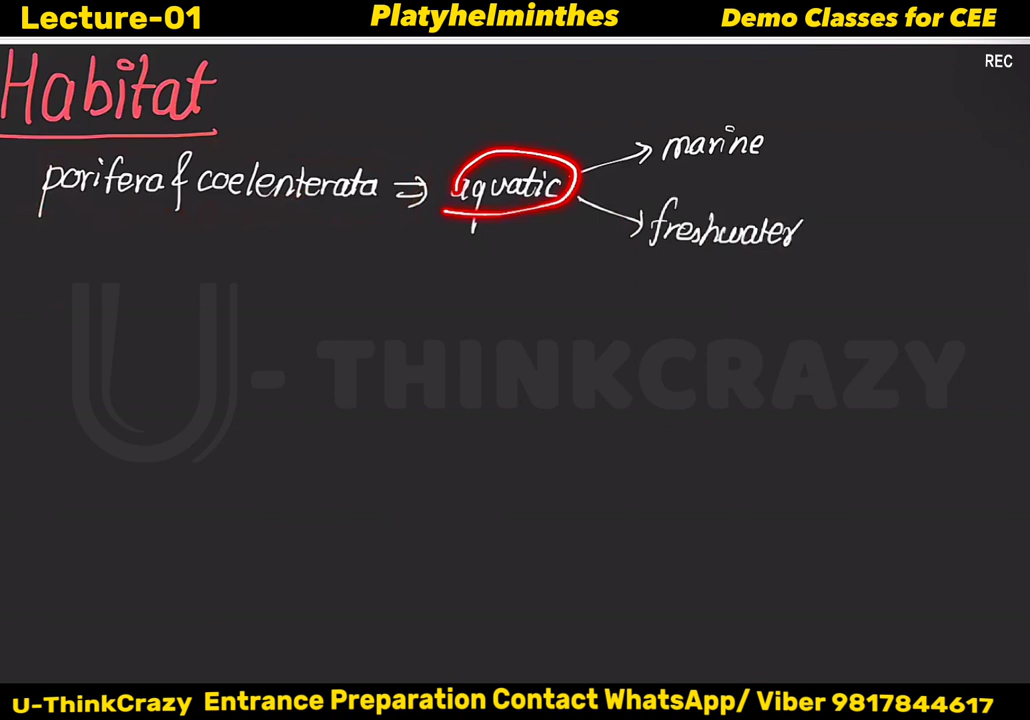 Lecture-01 Platyhelminthes Demo Classes for CEE
REC
Habitat
marine
porifera & coelenterata ⇒ aquatic
freshwater
U-THINKCRAZY
U-ThinkCrazy Entrance Preparation Contact WhatsApp/ Viber 9817844617